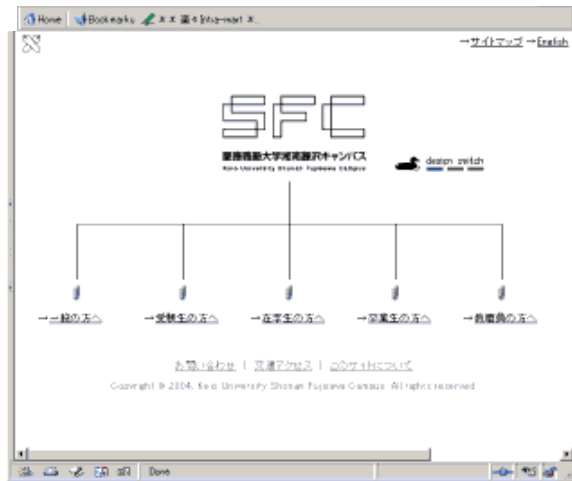 Home Bookmarks
→サイトマップ →English
SFC
慶應義塾大学湘南藤沢キャンパス
Keio University Shonan Fujisawa Campus
design switch
→一般の方へ →受験生の方へ →在学生の方へ →卒業生の方へ →教職員の方へ
お問い合わせ | 交通アクセス | このサイトについて
Copyright © 2004, Keio University Shonan Fujisawa Campus. All rights reserved
Done